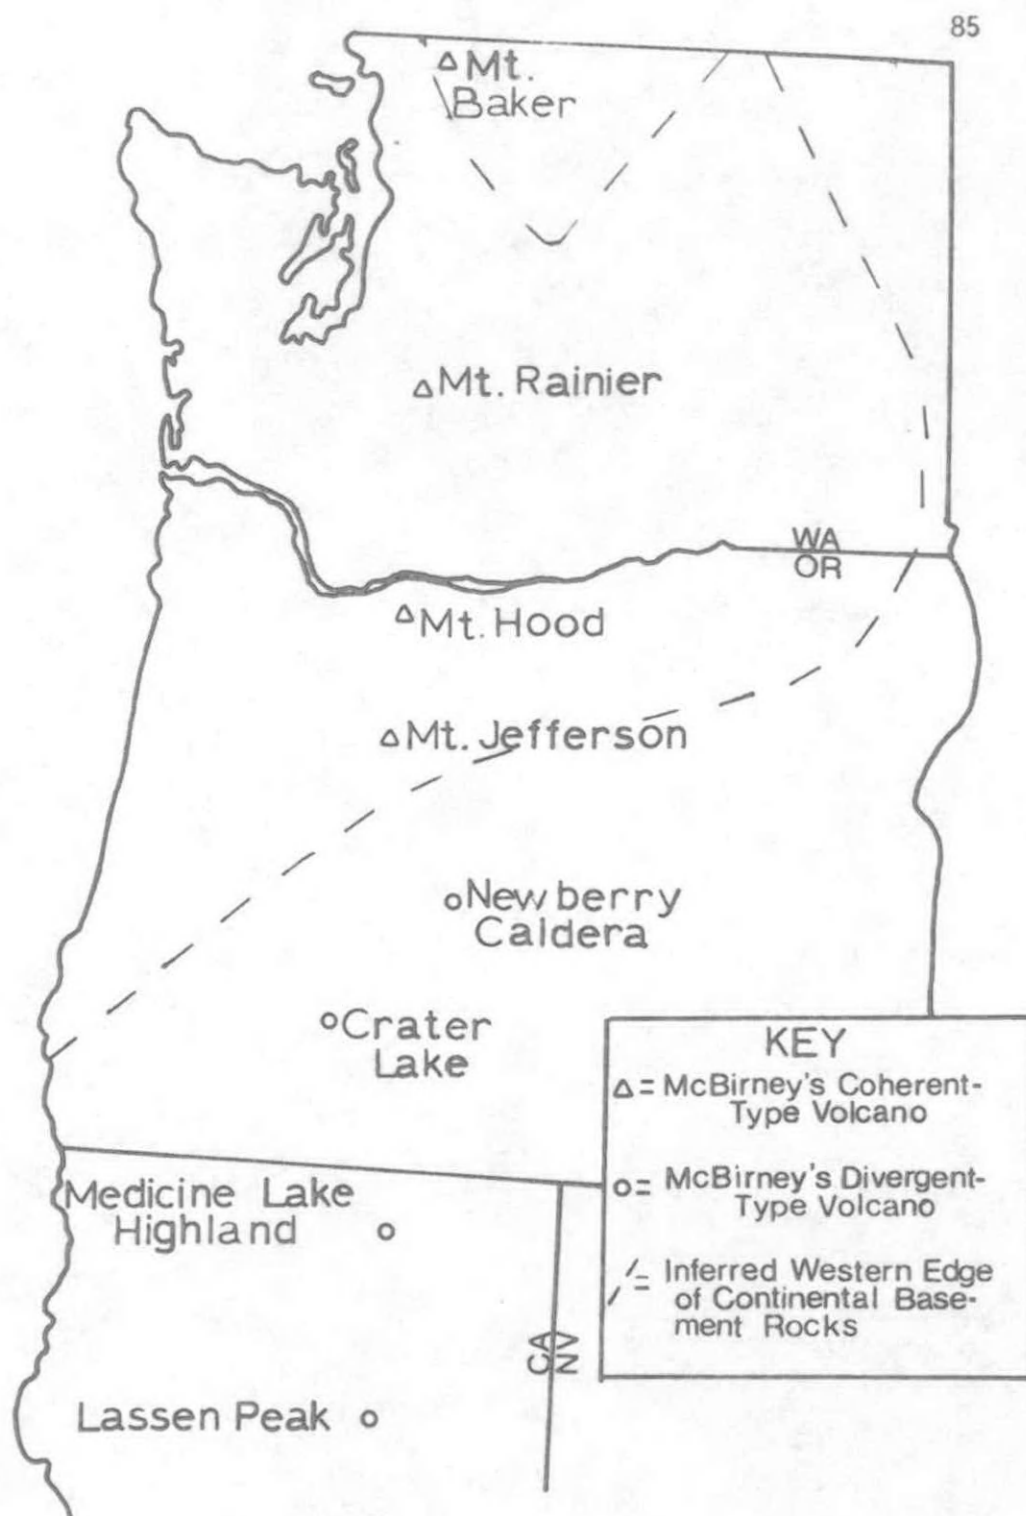 85
Mt.
Baker
Mt. Rainier
WA
OR
Mt. Hood
Mt. Jefferson
Newberry
Caldera
Crater
Lake
KEY
△ = McBirney's Coherent-
Type Volcano
o = McBirney's Divergent-
Type Volcano
= Inferred Western Edge
of Continental Base-
ment Rocks
Medicine Lake
Highland
CA
NV
Lassen Peak